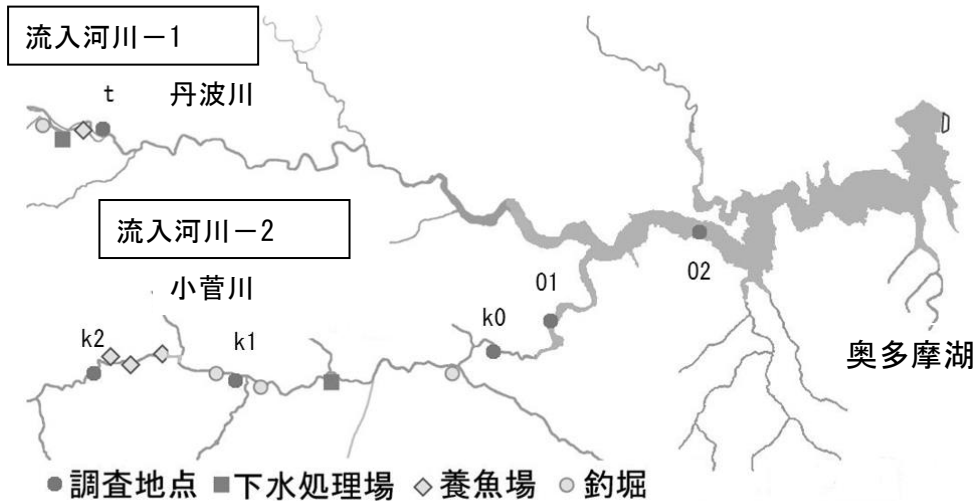 流入河川－1
t 丹波川
流入河川－2
小菅川
k2
k1
k0
O1
O2
奥多摩湖
●調査地点 ■下水処理場 ◇養魚場 ○釣堀